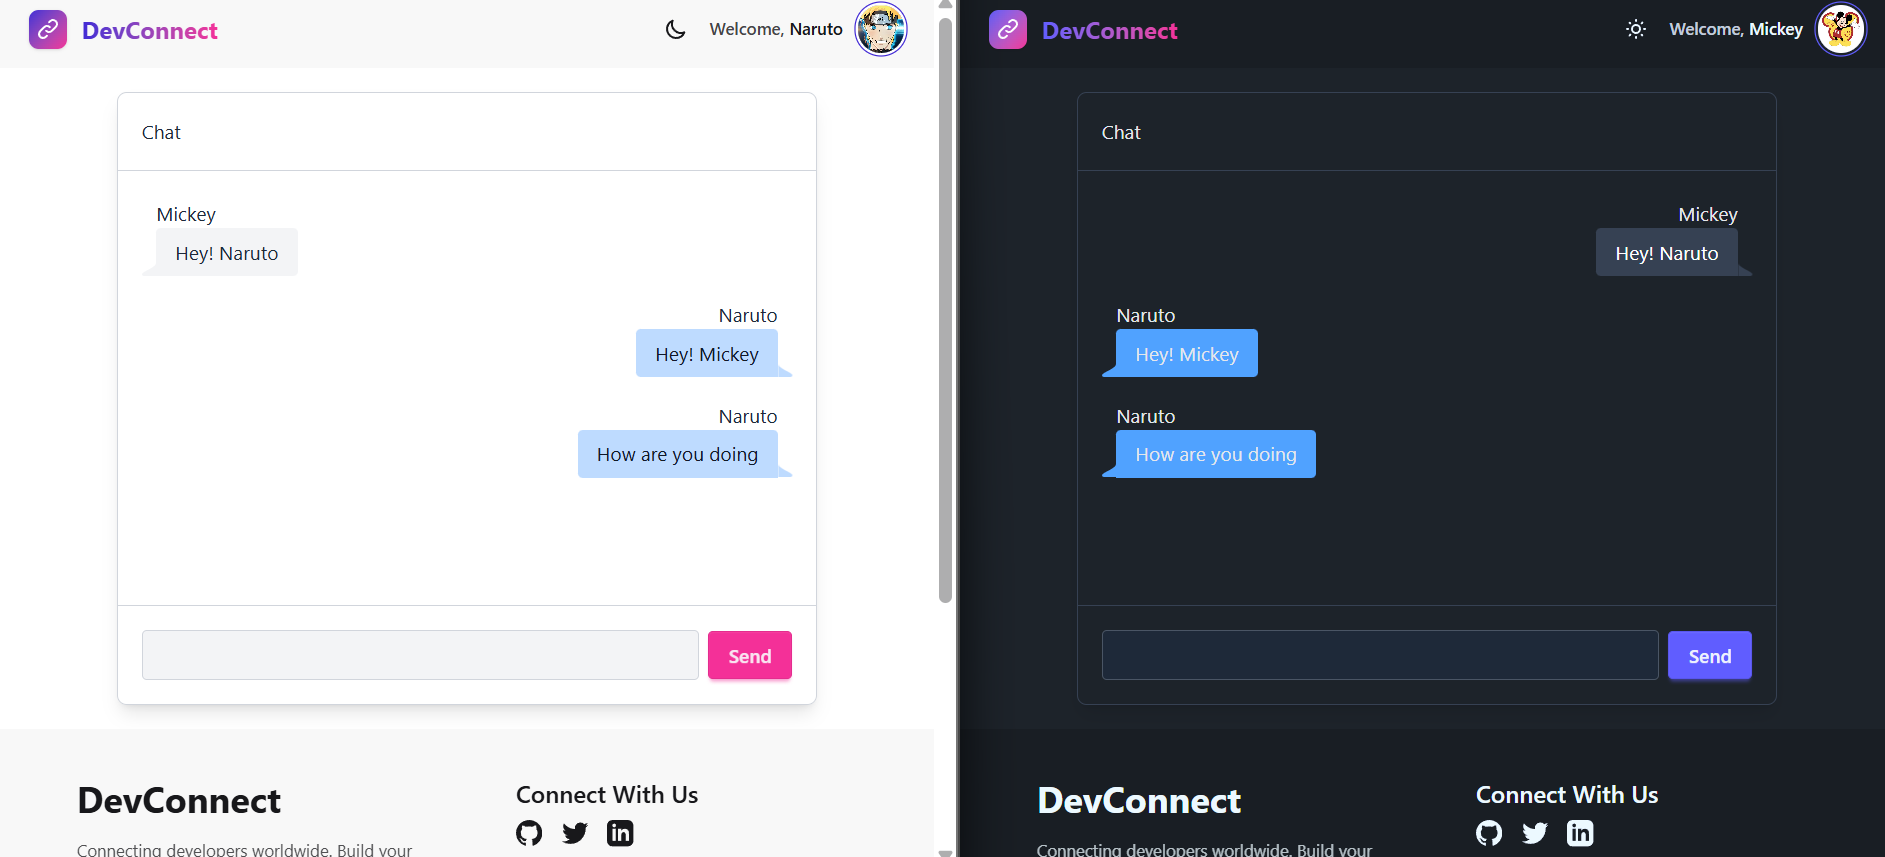 DevConnect
Welcome, Naruto
Chat
Mickey
Hey! Naruto
Naruto
Hey! Mickey
Naruto
How are you doing
Send
DevConnect
Connecting developers worldwide. Build your
Connect With Us
DevConnect
Welcome, Mickey
Chat
Mickey
Hey! Naruto
Naruto
Hey! Mickey
Naruto
How are you doing
Send
DevConnect
Connecting developers worldwide. Build your
Connect With Us